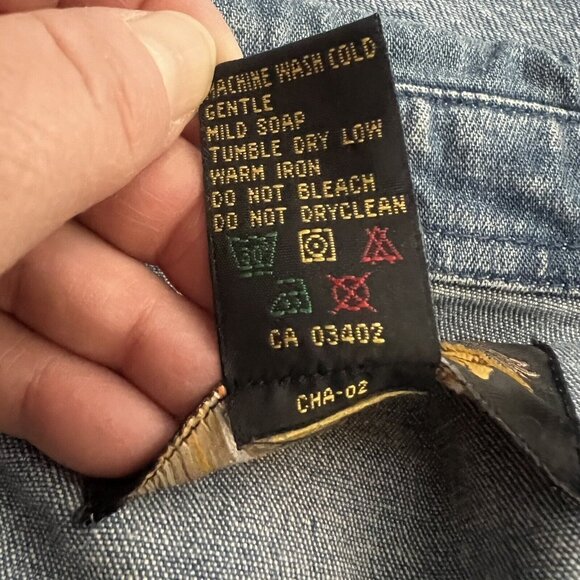 MACHINE WASH COLD
GENTLE
MILD SOAP
TUMBLE DRY LOW
WARM IRON
DO NOT BLEACH
DO NOT DRYCLEAN
CA 03402
CHA-02